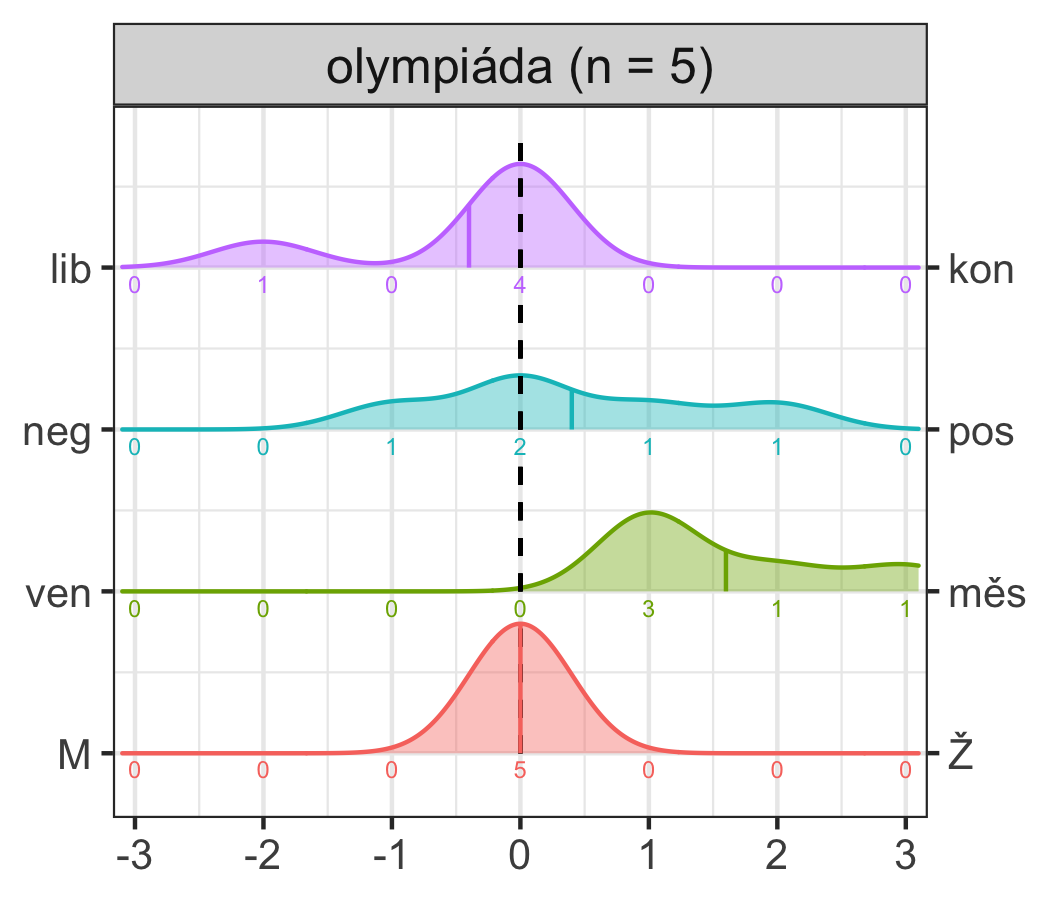 olympiáda (n = 5)
lib kon
0 1 0 4 0 0 0
neg pos
0 0 1 2 1 1 0
ven měs
0 0 0 0 3 1 1
M Ž
0 0 0 5 0 0 0
-3 -2 -1 0 1 2 3